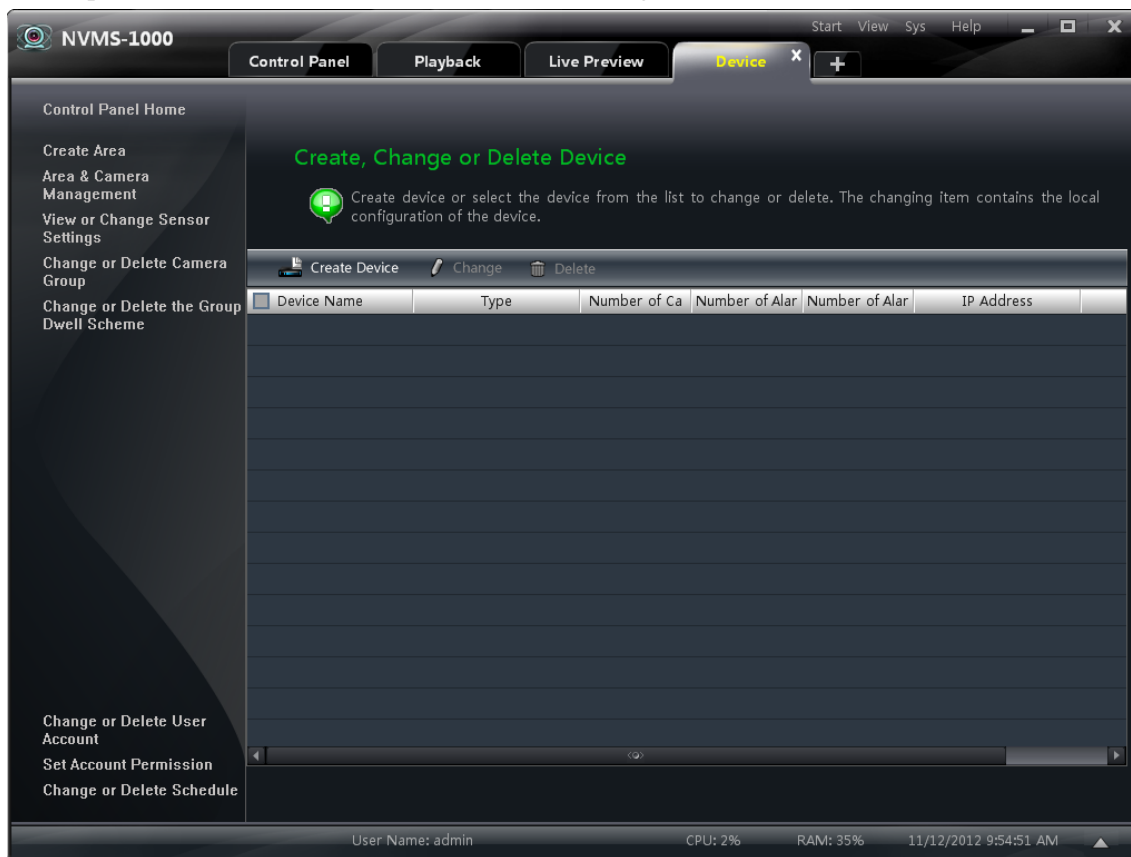 NVMS-1000
Start View Sys Help
Control Panel
Playback
Live Preview
Device
Control Panel Home
Create Area
Area & Camera
Management
View or Change Sensor
Settings
Change or Delete Camera
Group
Change or Delete the Group
Dwell Scheme
Change or Delete User
Account
Set Account Permission
Change or Delete Schedule
Create, Change or Delete Device
Create device or select the device from the list to change or delete. The changing item contains the local
configuration of the device.
Create Device Change Delete
Device Name Type Number of Ca Number of Alar Number of Alar IP Address
User Name: admin CPU: 2% RAM: 35% 11/12/2012 9:54:51 AM